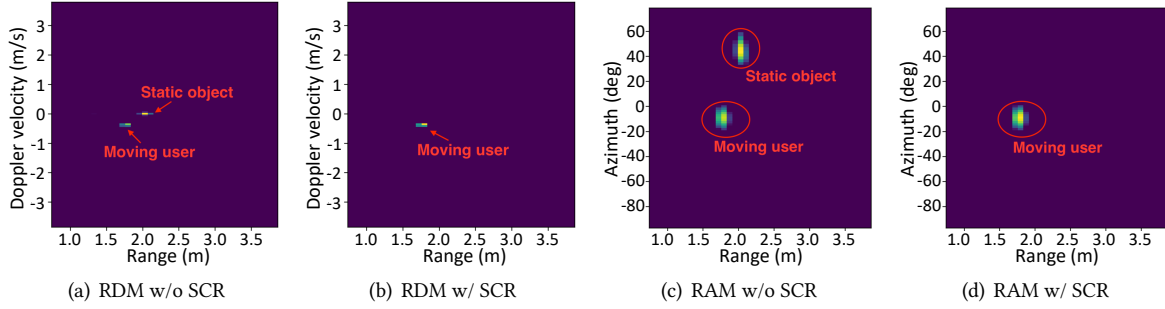 Doppler velocity (m/s)
3
2
1
0
-1
-2
-3
Static object
Moving user
1.0 1.5 2.0 2.5 3.0 3.5
Range (m)
(a) RDM w/o SCR
Doppler velocity (m/s)
3
2
1
0
-1
-2
-3
Moving user
1.0 1.5 2.0 2.5 3.0 3.5
Range (m)
(b) RDM w/ SCR
Azimuth (deg)
60
40
20
0
-20
-40
-60
-80
Static object
Moving user
1.0 1.5 2.0 2.5 3.0 3.5
Range (m)
(c) RAM w/o SCR
Azimuth (deg)
60
40
20
0
-20
-40
-60
-80
Moving user
1.0 1.5 2.0 2.5 3.0 3.5
Range (m)
(d) RAM w/ SCR